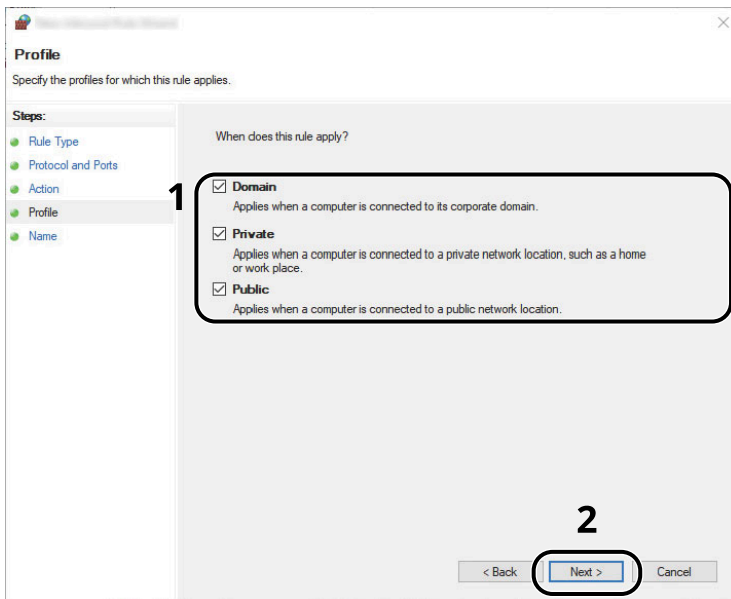 Profile
Specify the profiles for which this rule applies.
Steps:
Rule Type
Protocol and Ports
Action
Profile
Name
When does this rule apply?
1
Domain
Applies when a computer is connected to its corporate domain.
Private
Applies when a computer is connected to a private network location, such as a home
or work place.
Public
Applies when a computer is connected to a public network location.
2
< Back
Next >
Cancel